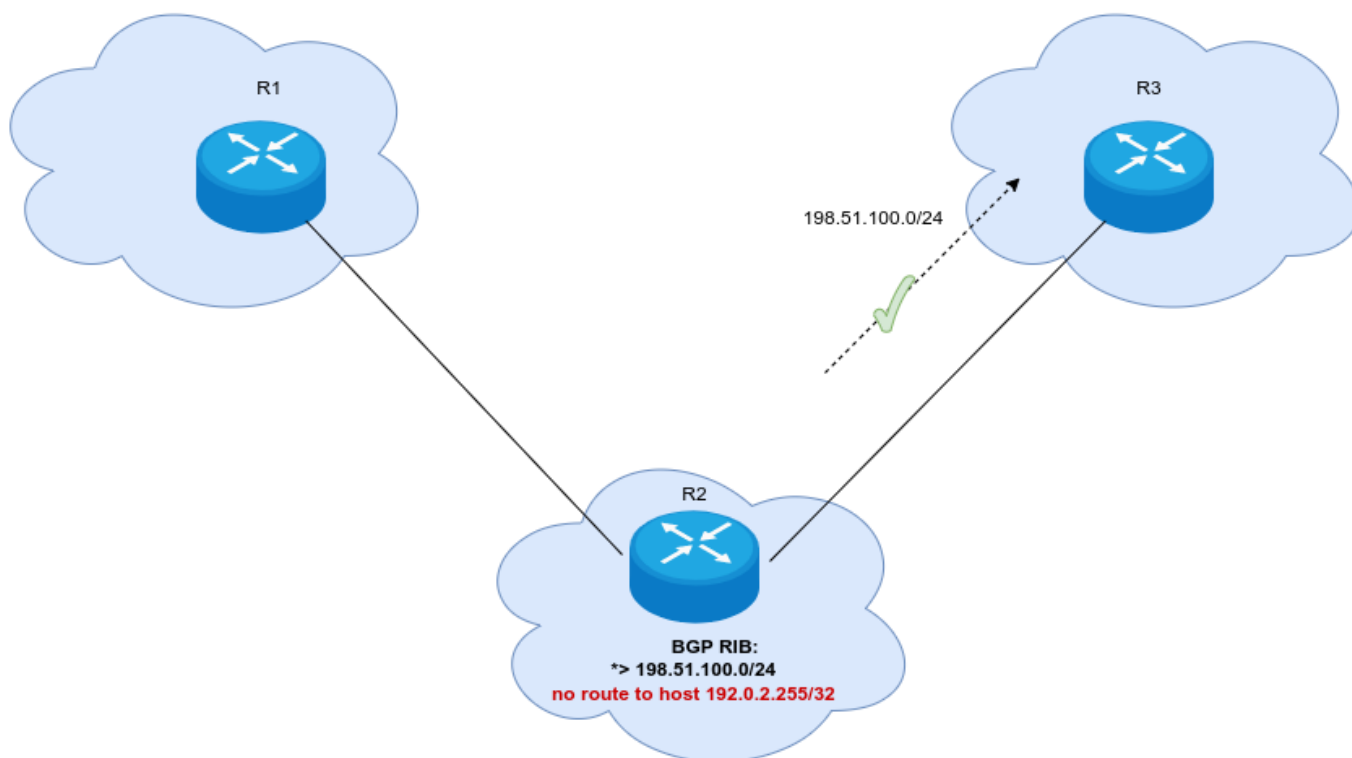 R1
R3
198.51.100.0/24
R2
BGP RIB:
*> 198.51.100.0/24
no route to host 192.0.2.255/32